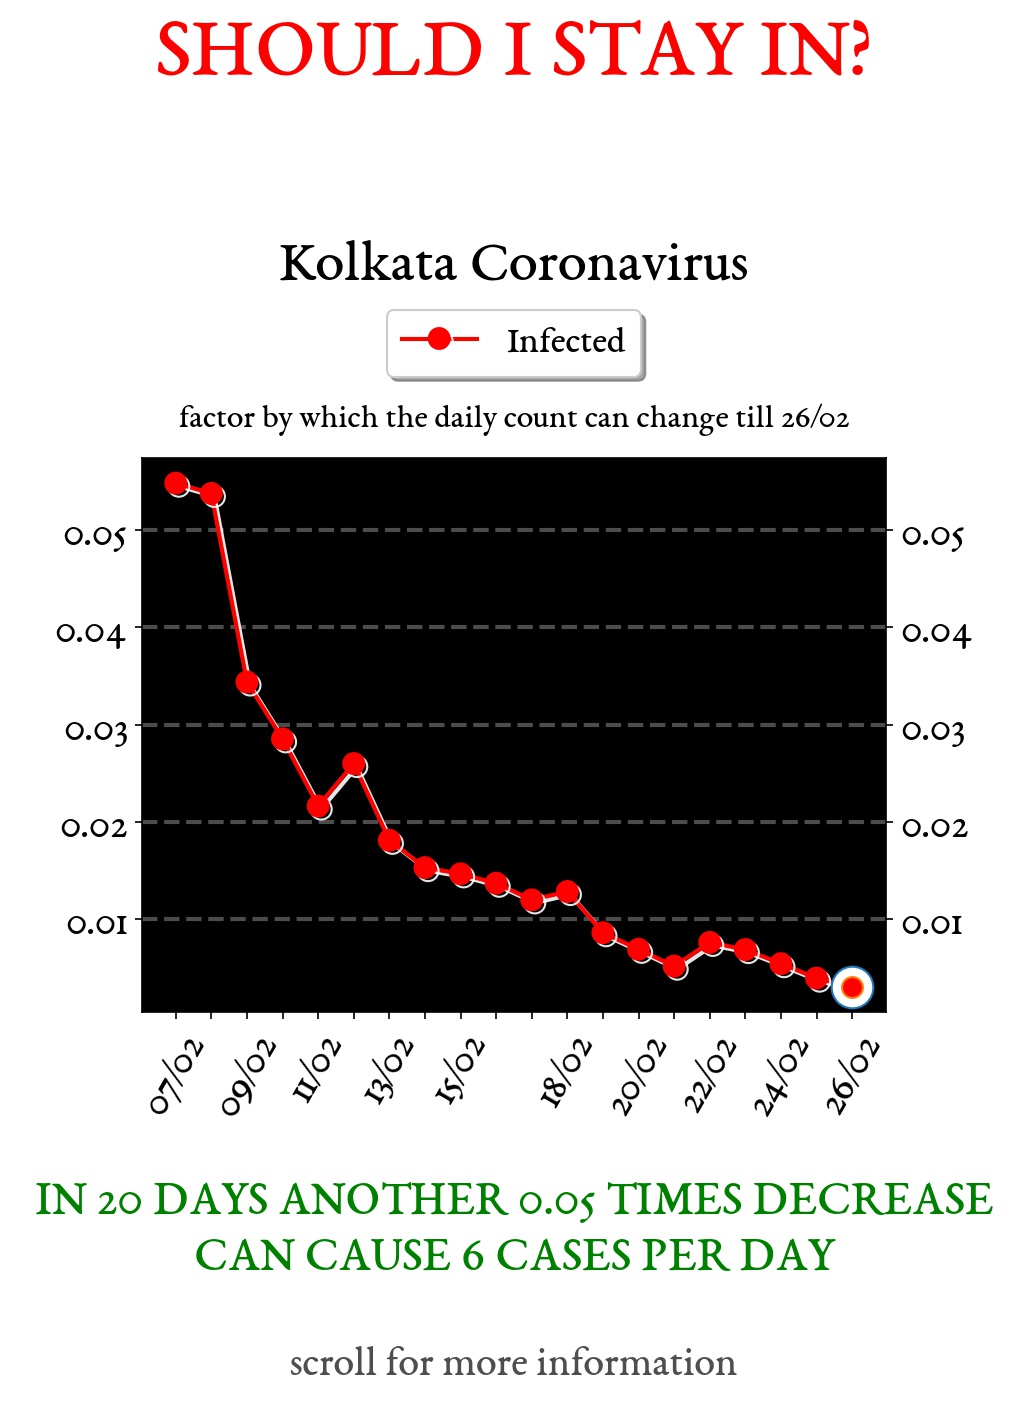 SHOULD I STAY IN?
Kolkata Coronavirus
Infected
factor by which the daily count can change till 26/02
0.05 0.05
0.04 0.04
0.03 0.03
0.02 0.02
0.01 0.01
07/02 09/02 11/02 13/02 15/02 18/02 20/02 22/02 24/02 26/02
IN 20 DAYS ANOTHER 0.05 TIMES DECREASE
CAN CAUSE 6 CASES PER DAY
scroll for more information